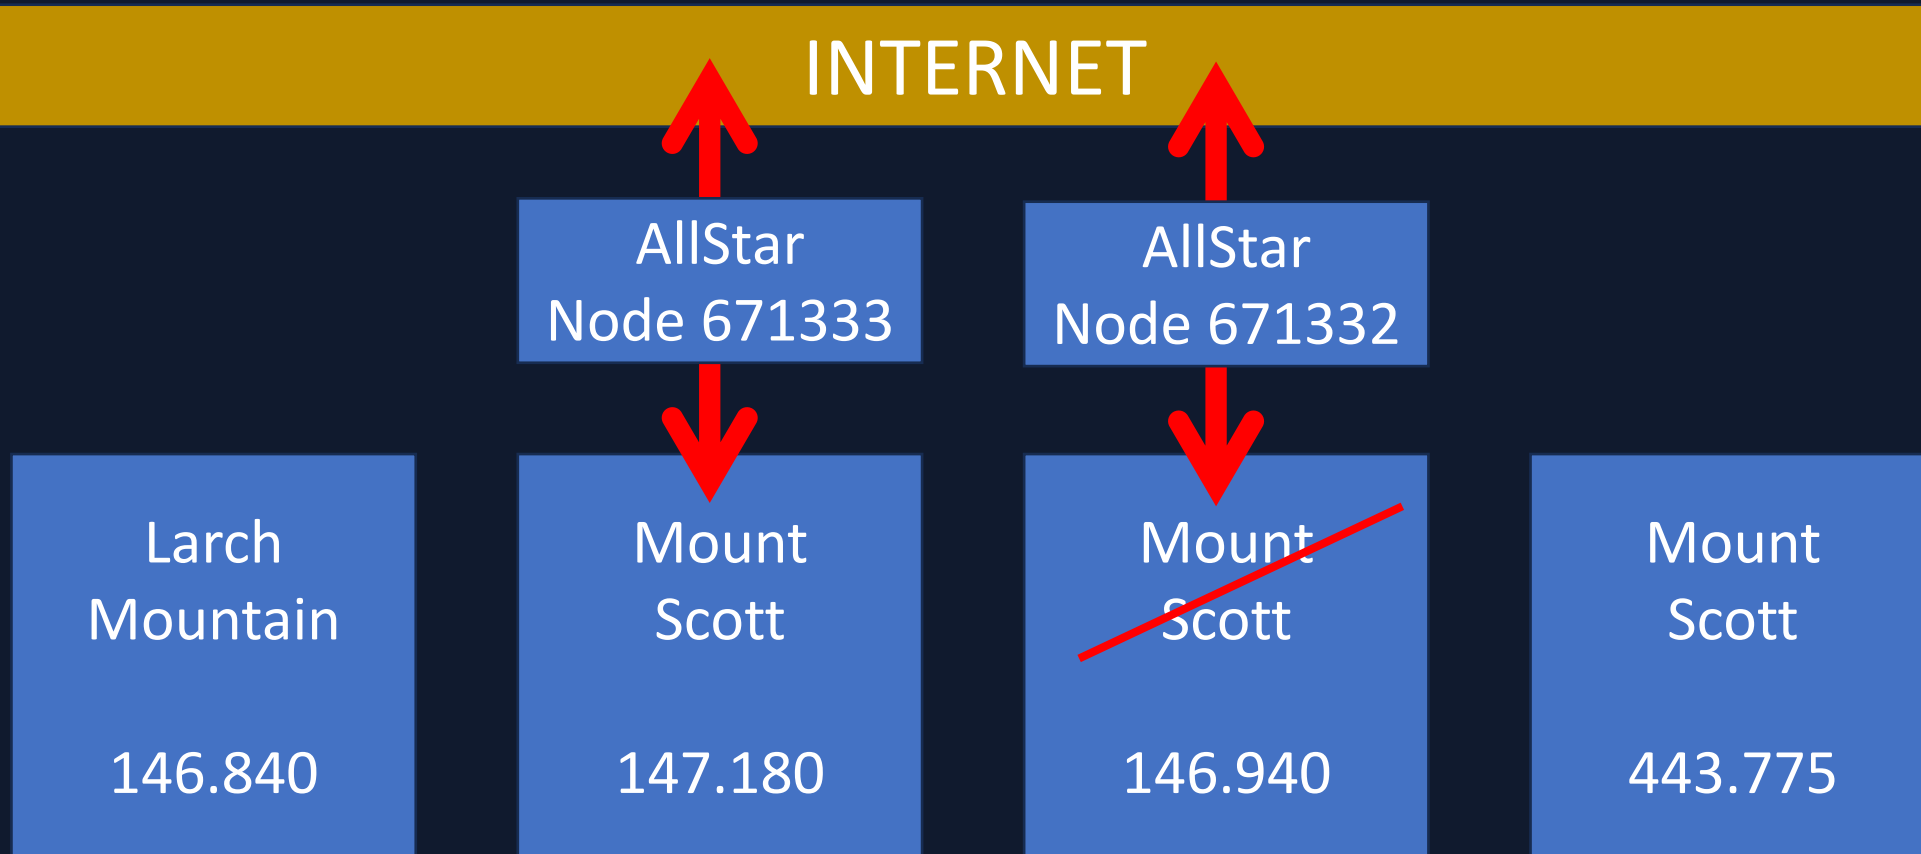 INTERNET
AllStar
Node 671333
AllStar
Node 671332
Larch
Mountain
146.840
Mount
Scott
147.180
Mount
Scott
146.940
Mount
Scott
443.775